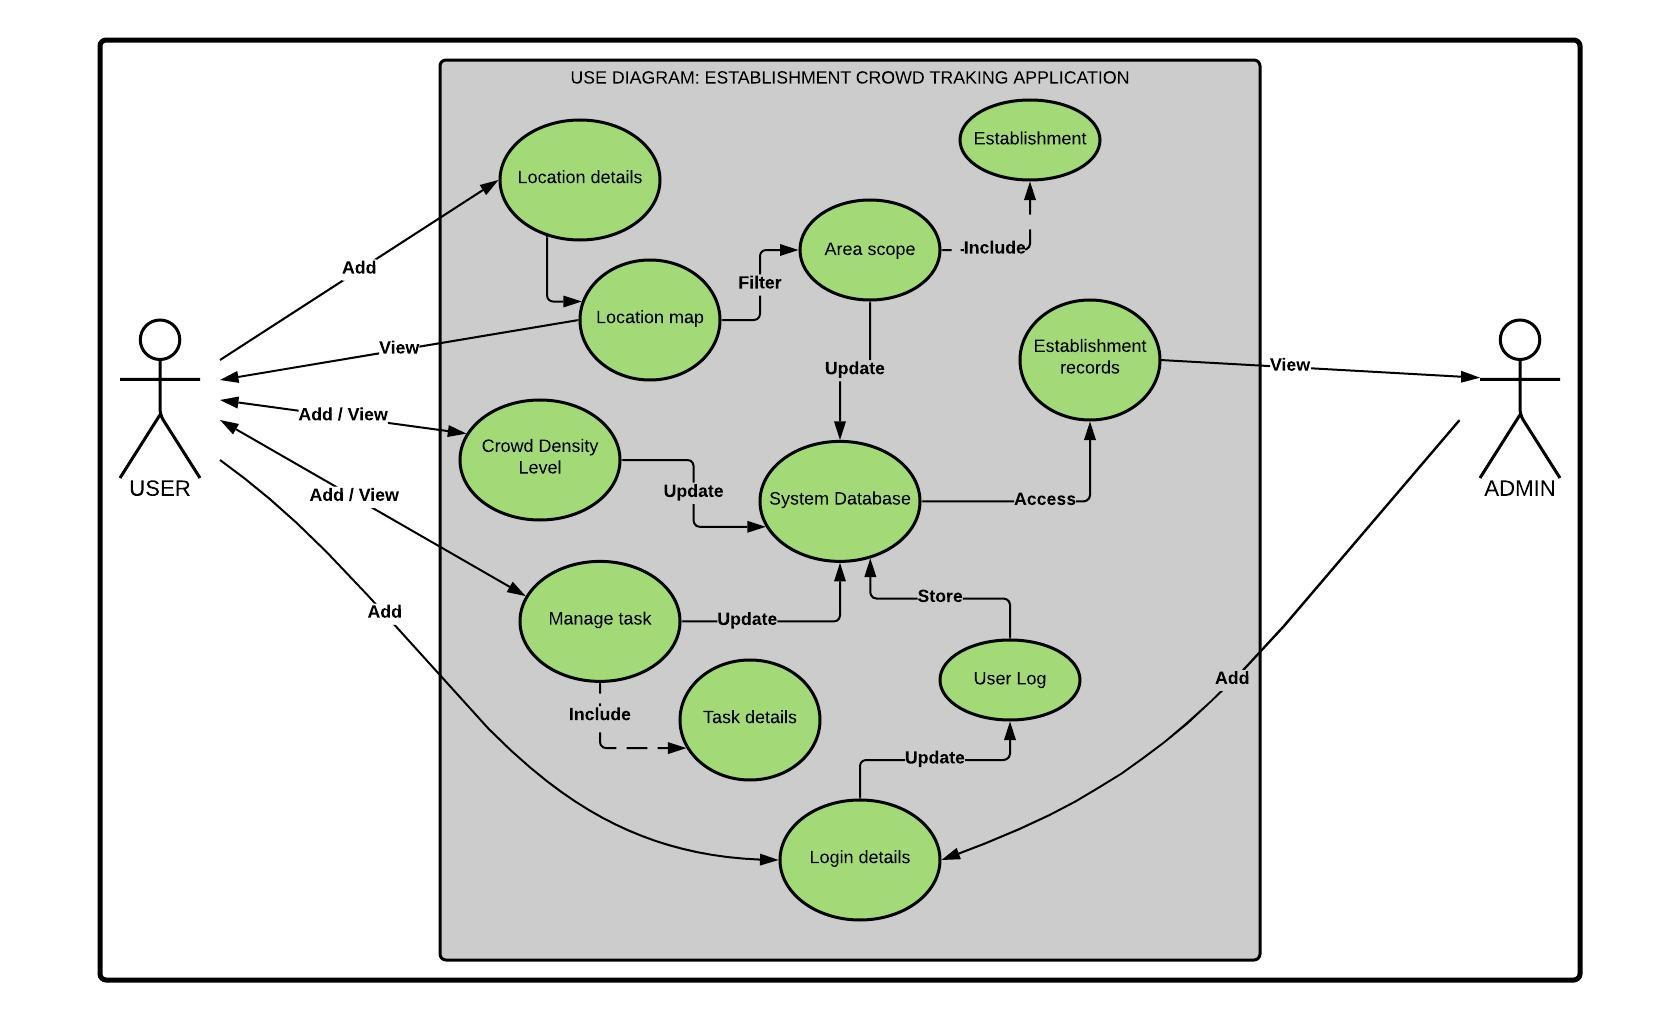 USE DIAGRAM: ESTABLISHMENT CROWD TRAKING APPLICATION
Establishment
Location details
Area scope
Include
Add
Filter
Location map
View
Establishment
records
View
Update
Add / View
Crowd Density
Level
USER
ADMIN
Add / View
Update
System Database
Access
Store
Add
Manage task
Update
User Log
Add
Include
Task details
Update
Login details